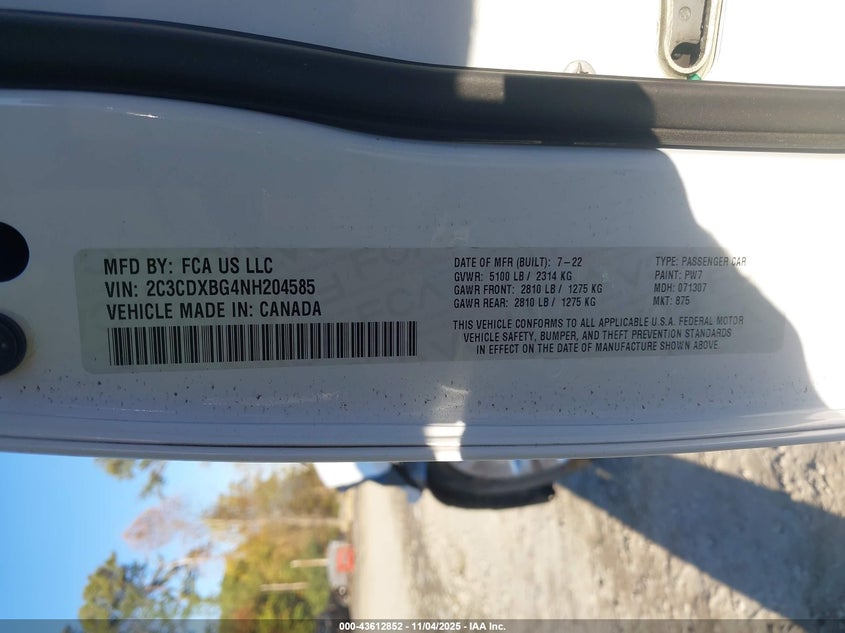 MFD BY: FCA US LLC
VIN: 2C3CDXBG4NH204585
VEHICLE MADE IN: CANADA
DATE OF MFR (BUILT): 7-22
GVWR: 5100 LB / 2314 KG
GAWR FRONT: 2810 LB / 1275 KG
GAWR REAR: 2810 LB / 1275 KG
TYPE: PASSENGER CAR
PAINT: PW7
MDH: 071307
MKT: 875
THIS VEHICLE CONFORMS TO ALL APPLICABLE U.S.A. FEDERAL MOTOR
VEHICLE SAFETY, BUMPER, AND THEFT PREVENTION STANDARDS
IN EFFECT ON THE DATE OF MANUFACTURE SHOWN ABOVE.
000-43612852 - 11/04/2025 - IAA Inc.